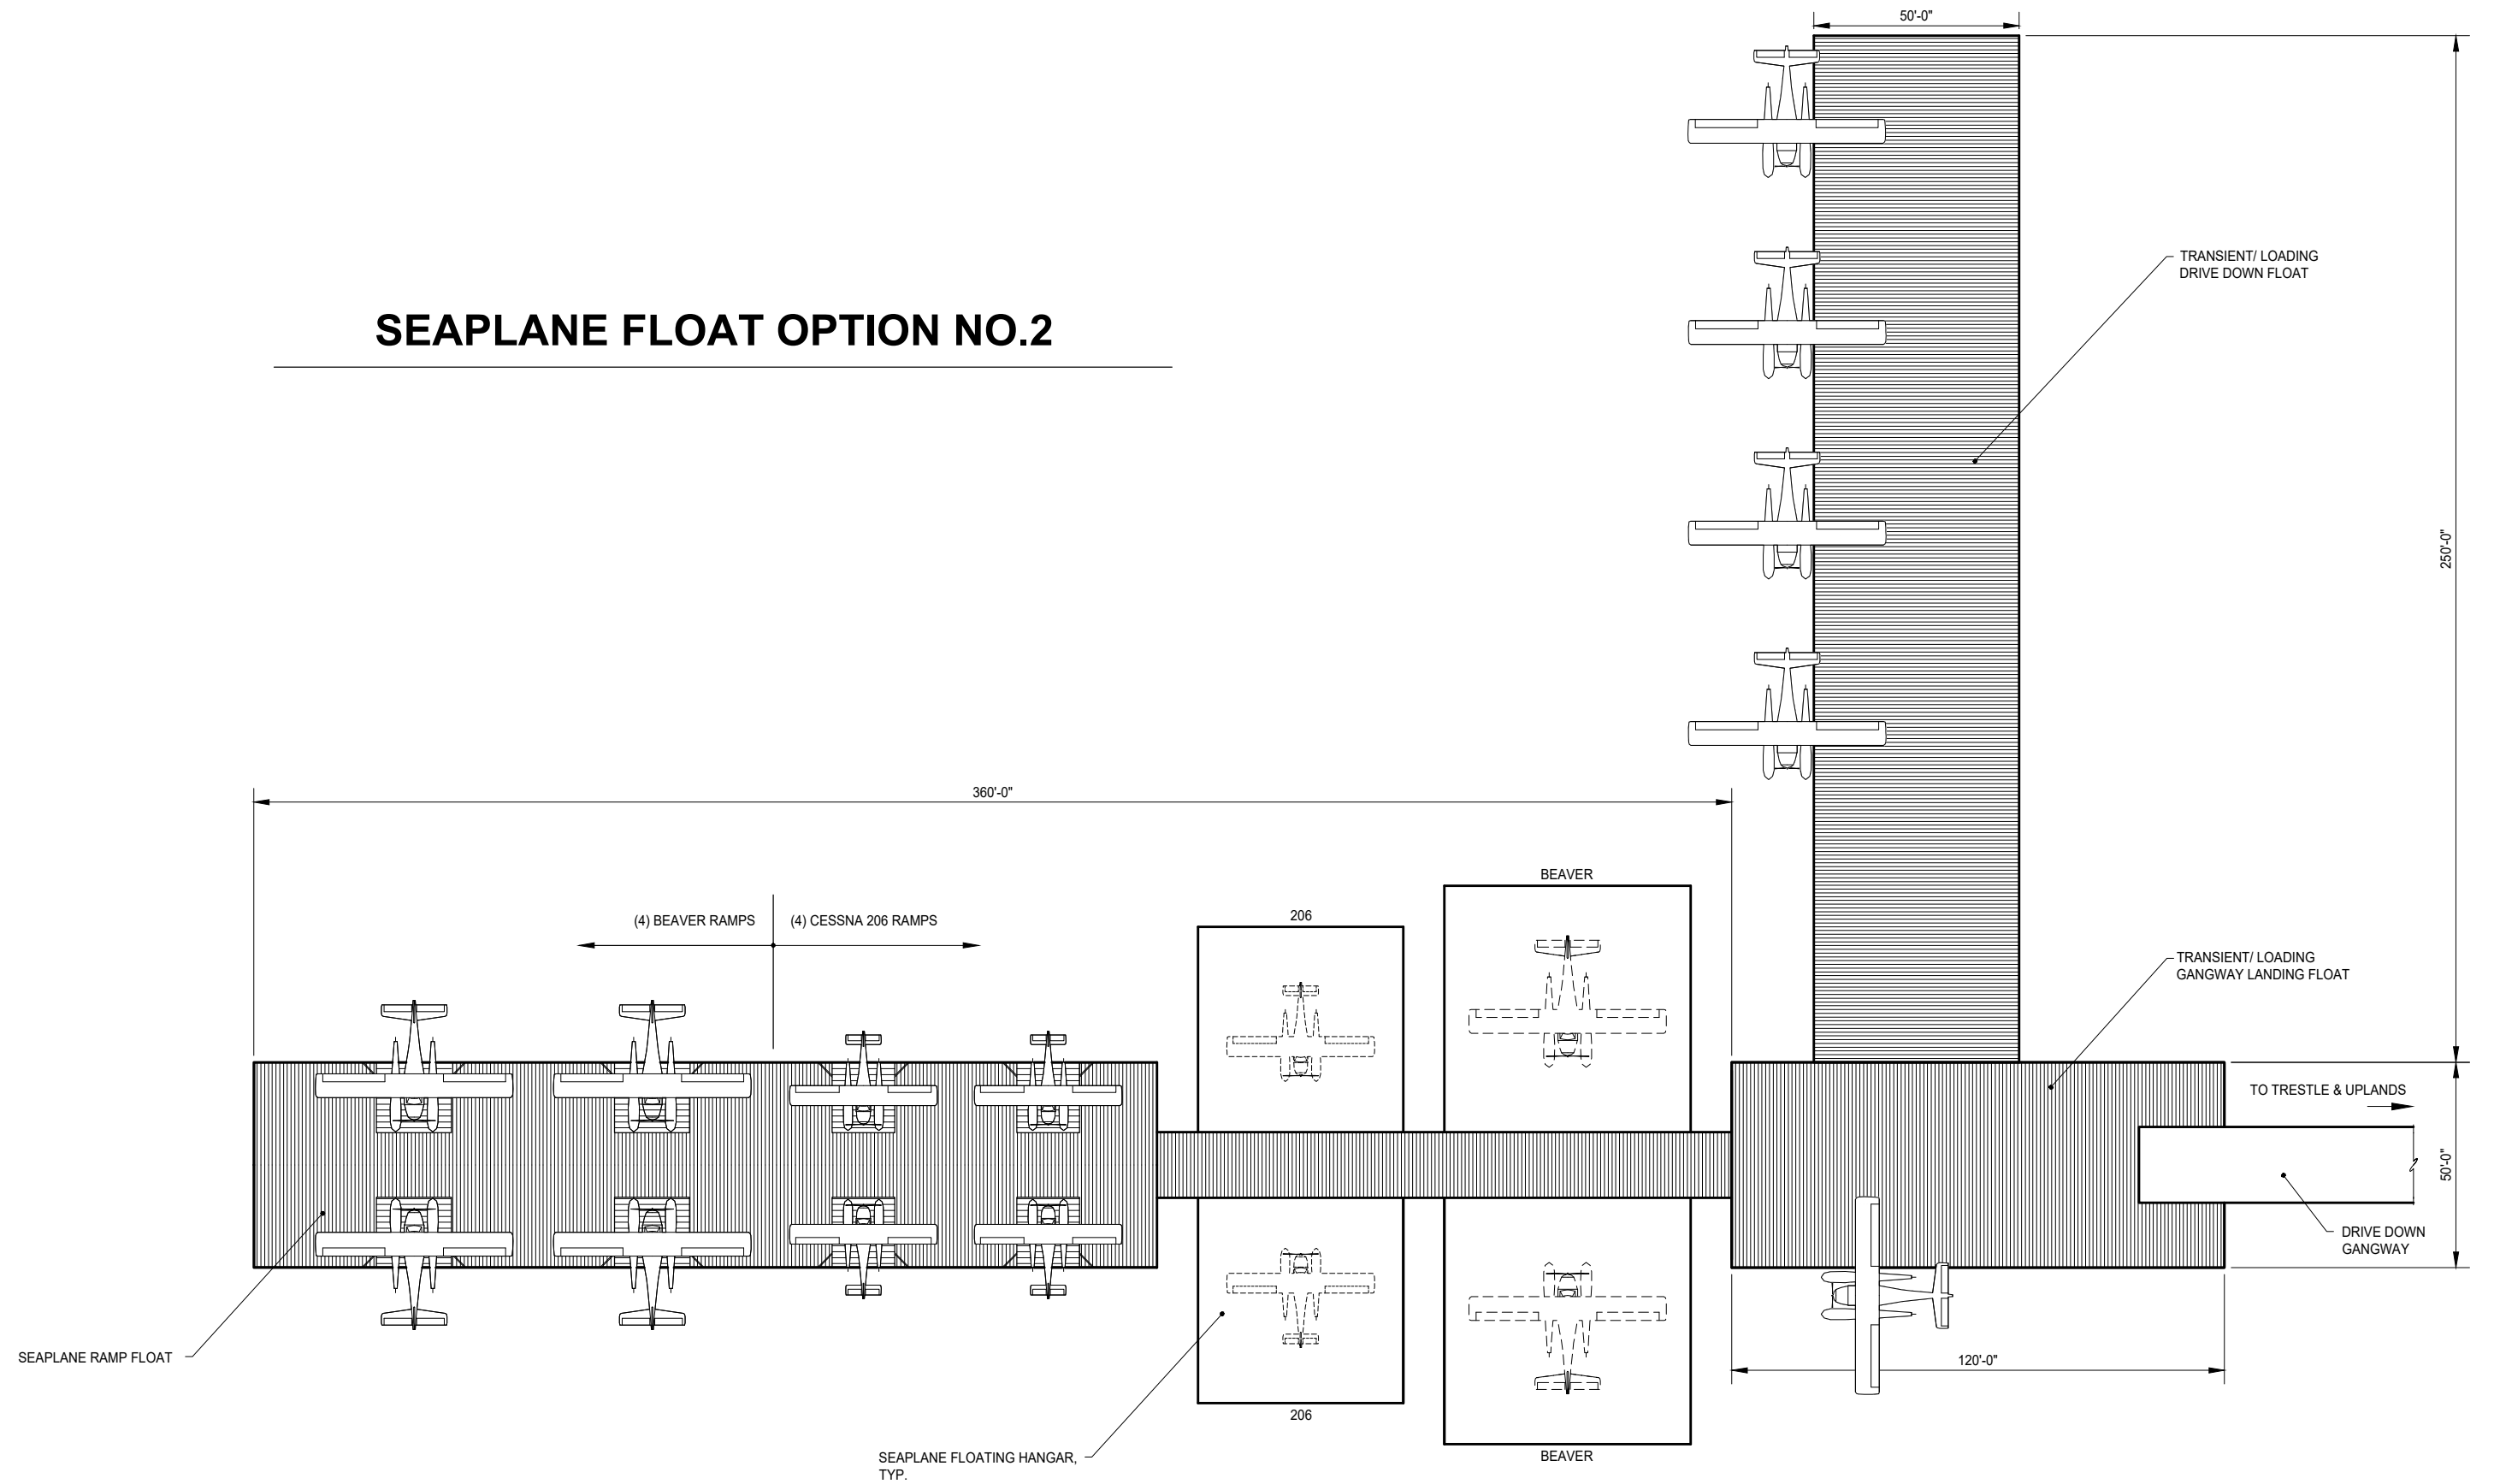 50'-0"
TRANSIENT/ LOADING
DRIVE DOWN FLOAT
SEAPLANE FLOAT OPTION NO.2
250'-0"
360'-0"
BEAVER
206
(4) BEAVER RAMPS
(4) CESSNA 206 RAMPS
TRANSIENT/ LOADING
GANGWAY LANDING FLOAT
TO TRESTLE & UPLANDS
50'-0"
DRIVE DOWN
GANGWAY
SEAPLANE RAMP FLOAT
120'-0"
206
BEAVER
SEAPLANE FLOATING HANGAR,
TYP.